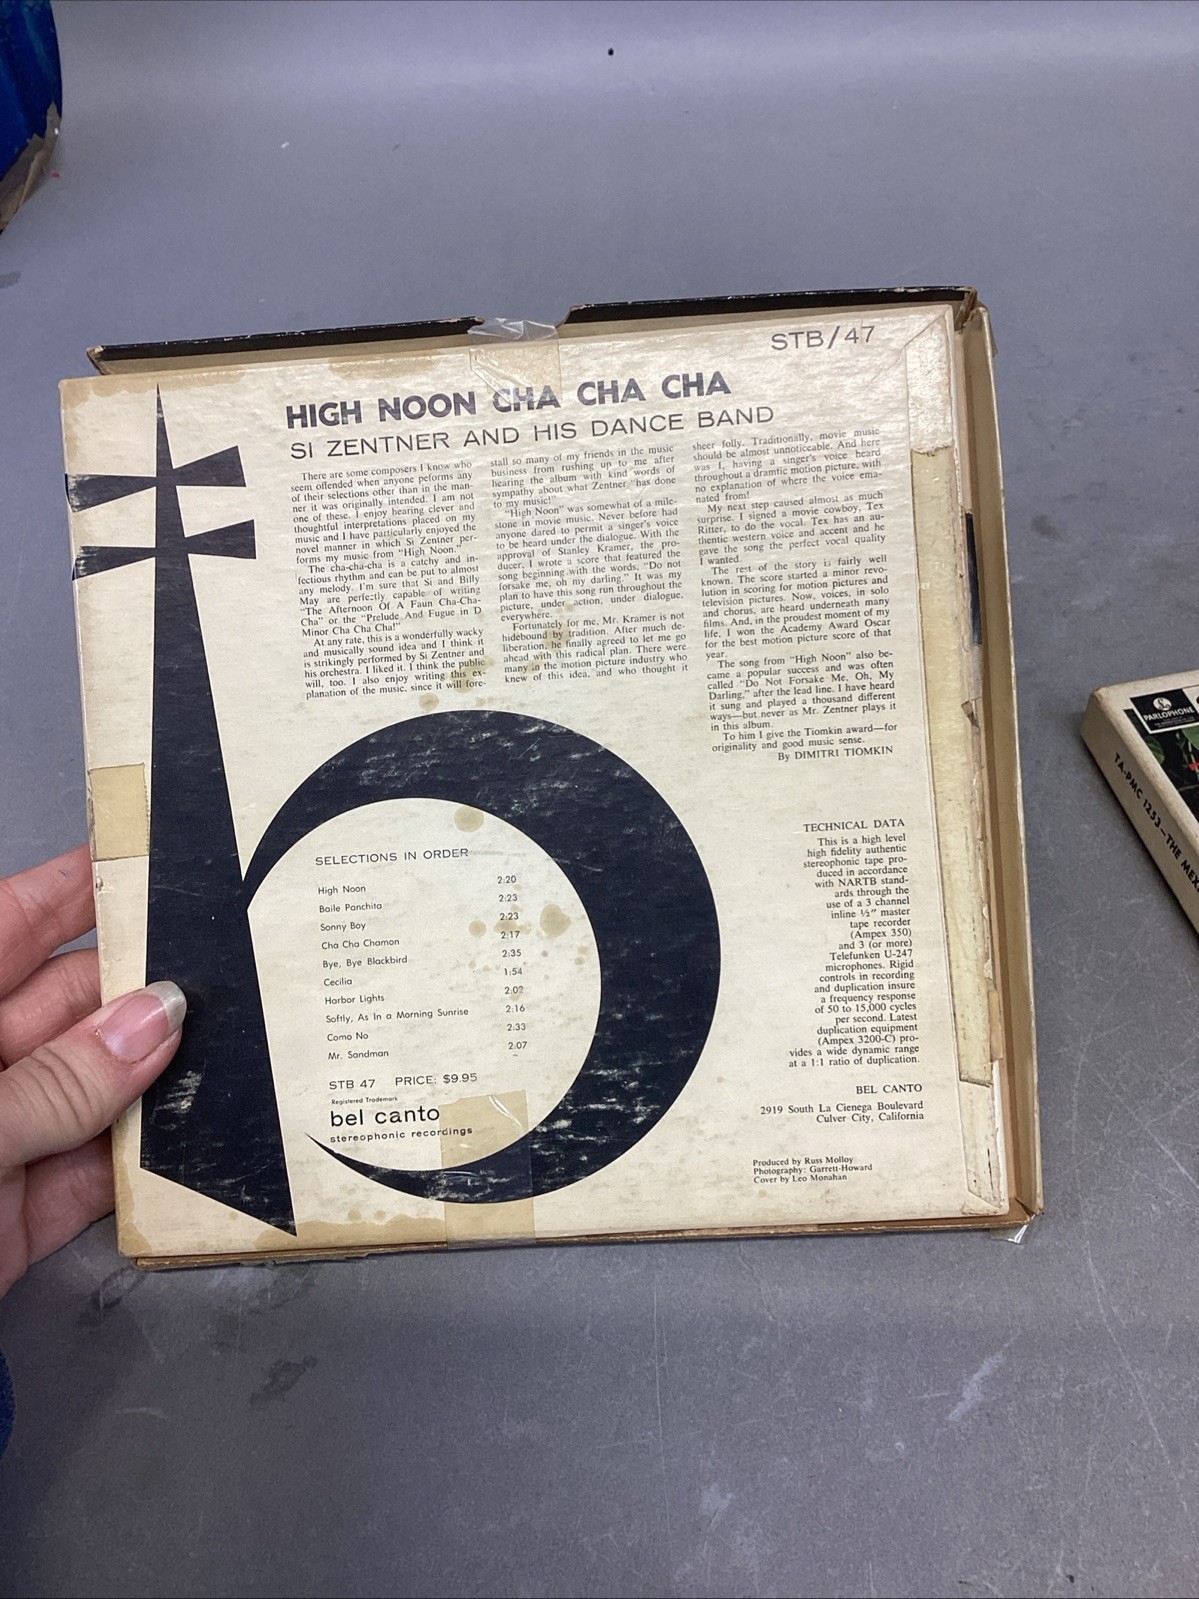 STB/47
HIGH NOON CHA CHA CHA
SI ZENTNER AND HIS DANCE BAND
There are some composers I know who
seem offended when anyone peforms any
of their selections other than in the man-
ner it was originally intended. I am not
one of these. I enjoy hearing clever and
thoughtful interpretations placed on my
music and I have particularly enjoyed the
novel manner in which Si Zentner per-
forms my music from "High Noon."
The cha-cha-cha is a catchy and in-
fectious rhythm and can be put to almost
any melody. I'm sure that Si and Billy
May are perfectly capable of writing
"The Afternoon Of A Faun Cha-Cha-
Cha" or the "Prelude And Fugue in D
Minor Cha Cha Cha!"
At any rate, this is a wonderfully wacky
and musically sound idea and I think it
is strikingly performed by Si Zentner and
his orchestra. I liked it. I think the public
will, too. I also enjoy writing this ex-
planation of the music, since it will fore-
stall so many of my friends in the music
business from rushing up to me after
hearing the album with kind words of
sympathy about what Zentner "has done
to my music!"
"High Noon" was somewhat of a mile-
stone in movie music. Never before had
anyone dared to permit a singer's voice
to be heard under the dialogue. With the
approval of Stanley Kramer, the pro-
ducer, I wrote a score that featured the
song beginning with the words, "Do not
forsake me, oh my darling." It was my
plan to have this song run throughout the
picture, under action, under dialogue,
everywhere.
Fortunately for me, Mr. Kramer is not
hidebound by tradition. After much de-
liberation, he finally agreed to let me go
ahead with this radical plan. There were
many in the motion picture industry who
knew of this idea, and who thought it
sheer folly. Traditionally, movie music
should be almost unnoticeable. And here
was I, having a singer's voice heard
throughout a dramtic motion picture, with
no explanation of where the voice ema-
nated from!
My next step caused almost as much
surprise. I signed a movie cowboy, Tex
Ritter, to do the vocal. Tex has an au-
thentic western voice and accent and he
gave the song the perfect vocal quality
I wanted.
The rest of the story is fairly well
known. The score started a minor revo-
lution in scoring for motion pictures and
television pictures. Now, voices, in solo
and chorus, are heard underneath many
films. And, in the proudest moment of my
life, I won the Academy Award Oscar
for the best motion picture score of that
year.
The song from "High Noon" also be-
came a popular success and was often
called "Do Not Forsake Me, Oh, My
Darling," after the lead line. I have heard
it sung and played a thousand different
ways—but never as Mr. Zentner plays it
in this album.
To him I give the Tiomkin award—for
originality and good music sense.
By DIMITRI TIOMKIN
SELECTIONS IN ORDER
High Noon 2:20
Baile Panchita 2:23
Sonny Boy 2:23
Cha Cha Chamon 2:17
Bye, Bye Blackbird 2:35
Cecilia 1:54
Harbor Lights 2:02
Softly, As In a Morning Sunrise 2:16
Como No 2:33
Mr. Sandman 2:07
STB 47 PRICE: $9.95
Registered Trademark
bel canto
stereophonic recordings
TECHNICAL DATA
This is a high level
high fidelity authentic
stereophonic tape pro-
duced in accordance
with NARTB stand-
ards through the
use of a 3 channel
inline ½" master
tape recorder
(Ampex 350)
and 3 (or more)
Telefunken U-247
microphones. Rigid
controls in recording
and duplication insure
a frequency response
of 50 to 15,000 cycles
per second. Latest
duplication equipment
(Ampex 3200-C) pro-
vides a wide dynamic range
at a 1:1 ratio of duplication.
BEL CANTO
2919 South La Cienega Boulevard
Culver City, California
Produced by Russ Molloy
Photography: Garrett-Howard
Cover by Leo Monahan
PARLOPHONE
TA-PMC 1253—THE MEX